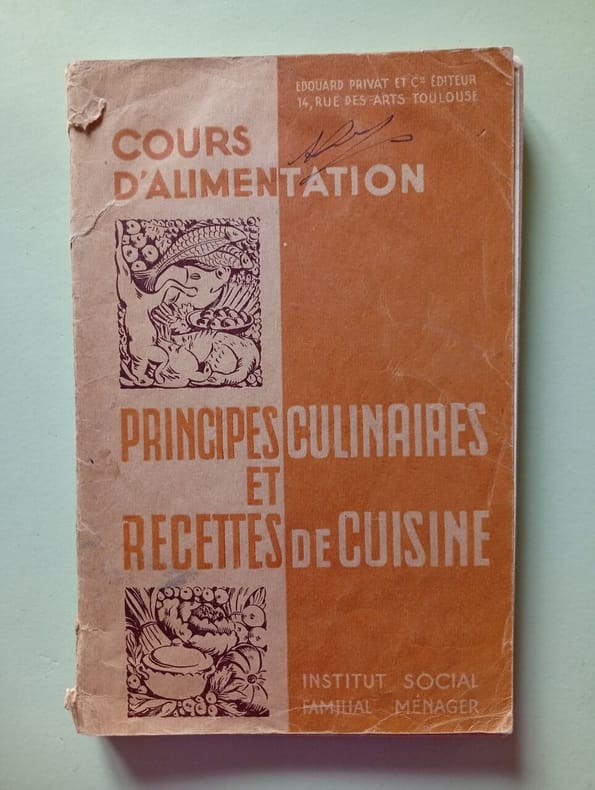 EDOUARD PRIVAT ET Cie ÉDITEUR
14, RUE DES ARTS TOULOUSE
COURS
D'ALIMENTATION
PRINCIPES CULINAIRES
ET
RECETTES DE CUISINE
INSTITUT SOCIAL
FAMILIAL MÉNAGER